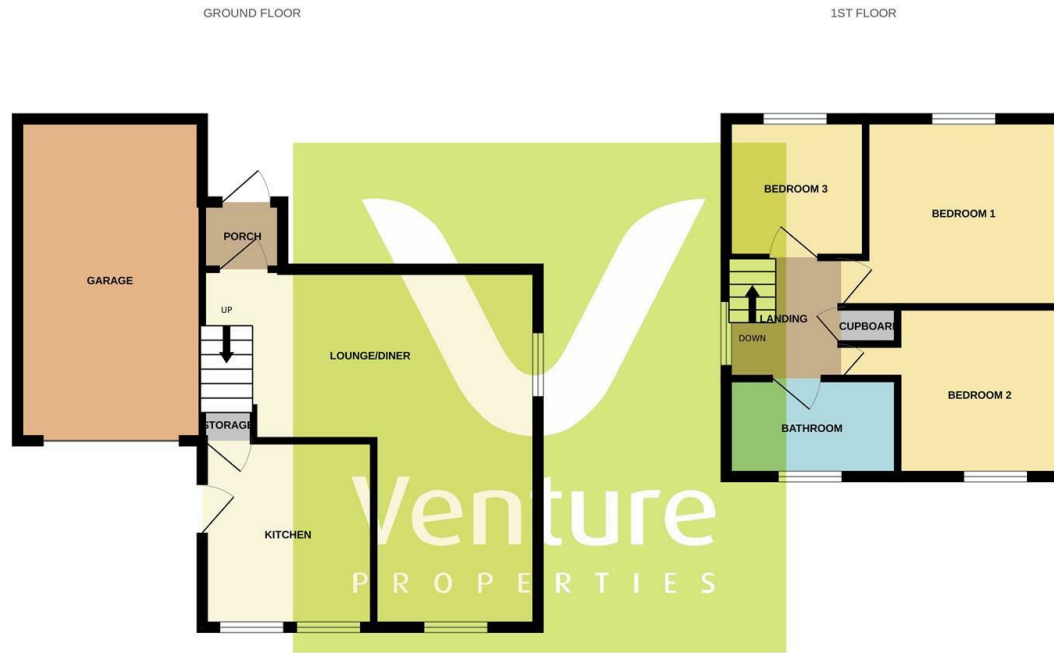 GROUND FLOOR
1ST FLOOR
GARAGE
PORCH
UP
LOUNGE/DINER
STORAGE
KITCHEN
BEDROOM 3
BEDROOM 1
LANDING
DOWN
CUPBOARD
BEDROOM 2
BATHROOM
Venture
PROPERTIES